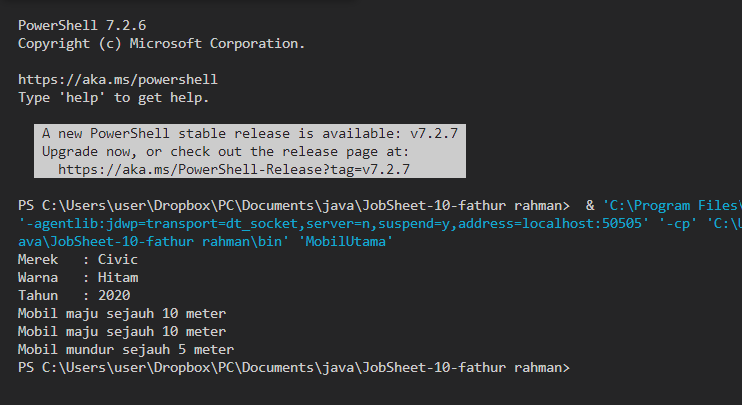 PowerShell 7.2.6
Copyright (c) Microsoft Corporation.
https://aka.ms/powershell
Type 'help' to get help.
A new PowerShell stable release is available: v7.2.7
Upgrade now, or check out the release page at:
https://aka.ms/PowerShell-Release?tag=v7.2.7
PS C:\Users\user\Dropbox\PC\Documents\java\JobSheet-10-fathur rahman>  & 'C:\Program Files\
'-agentlib:jdwp=transport=dt_socket,server=n,suspend=y,address=localhost:50505' '-cp' 'C:\U
ava\JobSheet-10-fathur rahman\bin' 'MobilUtama'
Merek   : Civic
Warna   : Hitam
Tahun   : 2020
Mobil maju sejauh 10 meter
Mobil maju sejauh 10 meter
Mobil mundur sejauh 5 meter
PS C:\Users\user\Dropbox\PC\Documents\java\JobSheet-10-fathur rahman>